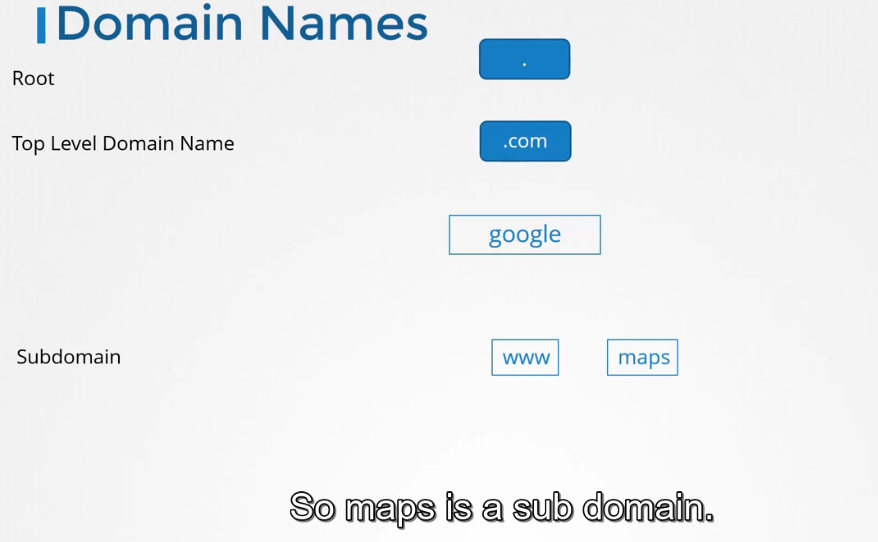 Domain Names
.
Root
Top Level Domain Name
.com
google
Subdomain
www
maps
So maps is a sub domain.